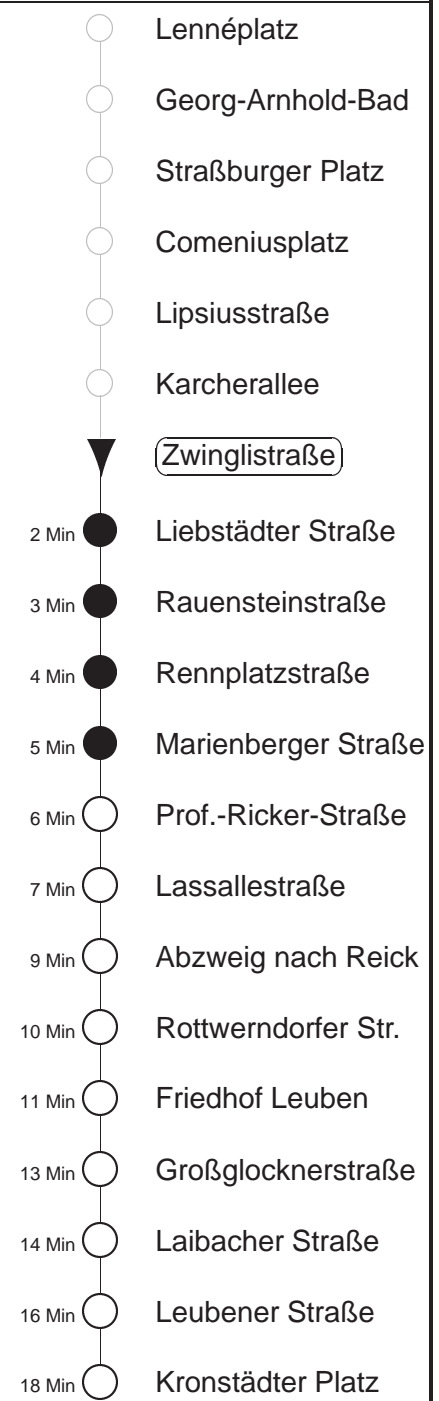 Lennéplatz
Georg-Arnhold-Bad
Straßburger Platz
Comeniusplatz
Lipsiusstraße
Karcherallee
Zwinglistraße
2 Min Liebstädter Straße
3 Min Rauensteinstraße
4 Min Rennplatzstraße
5 Min Marienberger Straße
6 Min Prof.-Ricker-Straße
7 Min Lassallestraße
9 Min Abzweig nach Reick
10 Min Rottwerndorfer Str.
11 Min Friedhof Leuben
13 Min Großglocknerstraße
14 Min Laibacher Straße
16 Min Leubener Straße
18 Min Kronstädter Platz